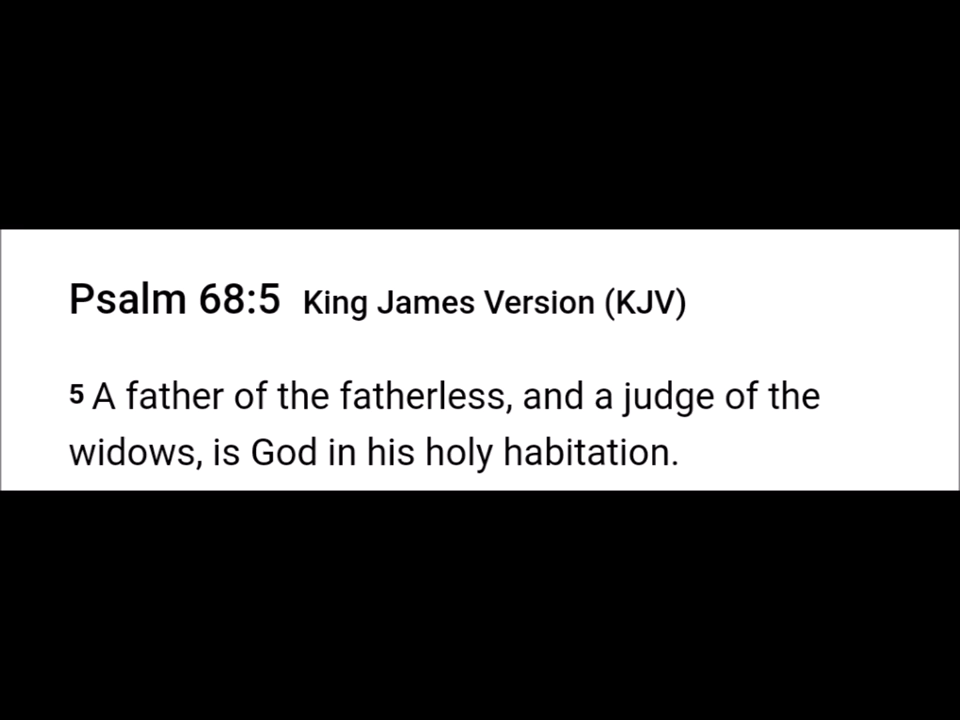 Psalm 68:5 King James Version (KJV)
5 A father of the fatherless, and a judge of the
widows, is God in his holy habitation.